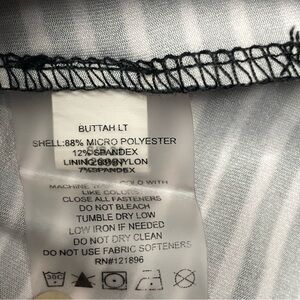 BUTTAH LT
SHELL:88% MICRO POLYESTER
12% SPANDEX
LINING: NYLON
7% SPANDEX
MACHINE COLD WITH
LIKE COLORS
CLOSE ALL FASTENERS
DO NOT BLEACH
TUMBLE DRY LOW
LOW IRON IF NEEDED
DO NOT DRY CLEAN
DO NOT USE FABRIC SOFTENERS
RN#121896